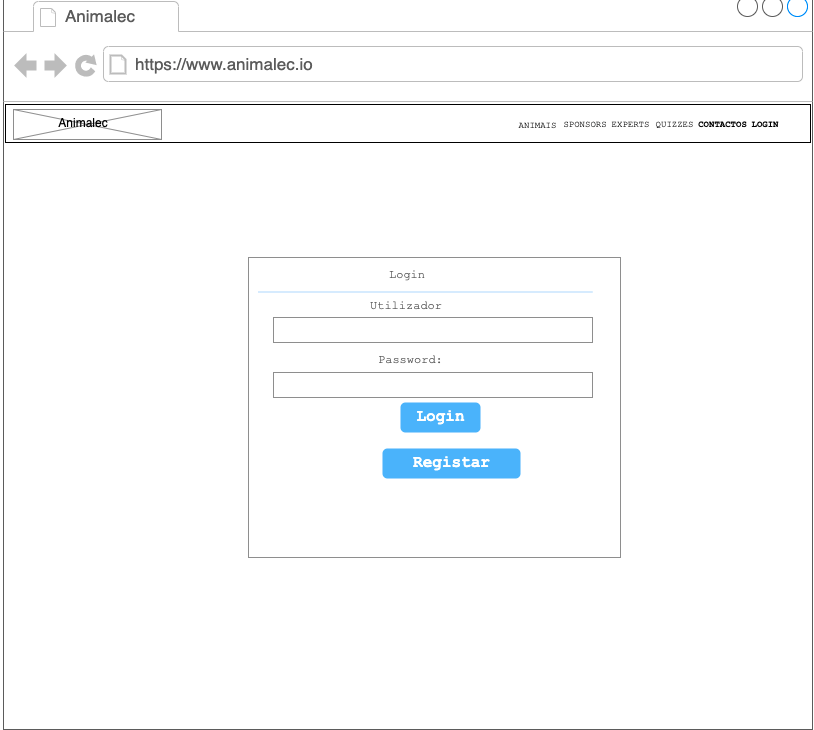 Animalec
https://www.animalec.io
Animalec ANIMAIS SPONSORS EXPERTS QUIZZES CONTACTOS LOGIN
Login
Utilizador
Password:
Login
Registar